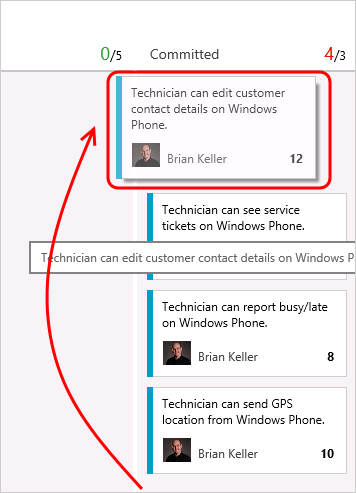 0/5 Committed 4/3
Technician can edit customer
contact details on Windows
Phone.
Brian Keller 12
Technician can see service
tickets on Windows Phone.
Technician can edit customer contact details on Windows P
Technician can report busy/late
on Windows Phone.
Brian Keller 8
Technician can send GPS
location from Windows Phone.
Brian Keller 10